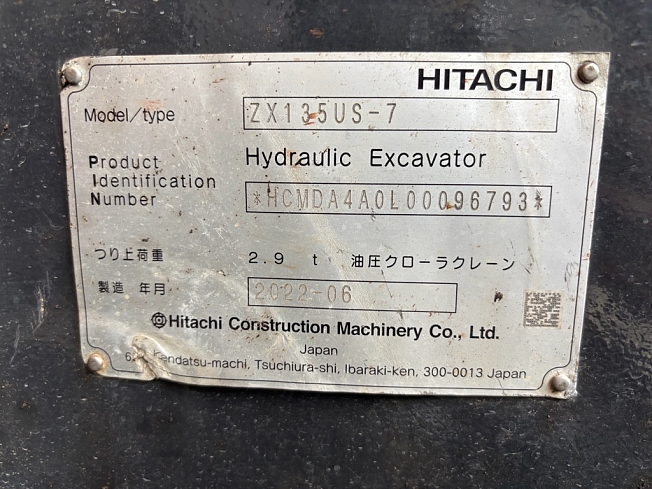 HITACHI
Model/type ZX135US-7
Product Identification Number
Hydraulic Excavator
*HCMDA4A0L00096793*
つり上荷重 2.9 t 油圧クローラクレーン
製造 年月 2022-06
Hitachi Construction Machinery Co., Ltd.
Japan
Kandatsu-machi, Tsuchiura-shi, Ibaraki-ken, 300-0013 Japan